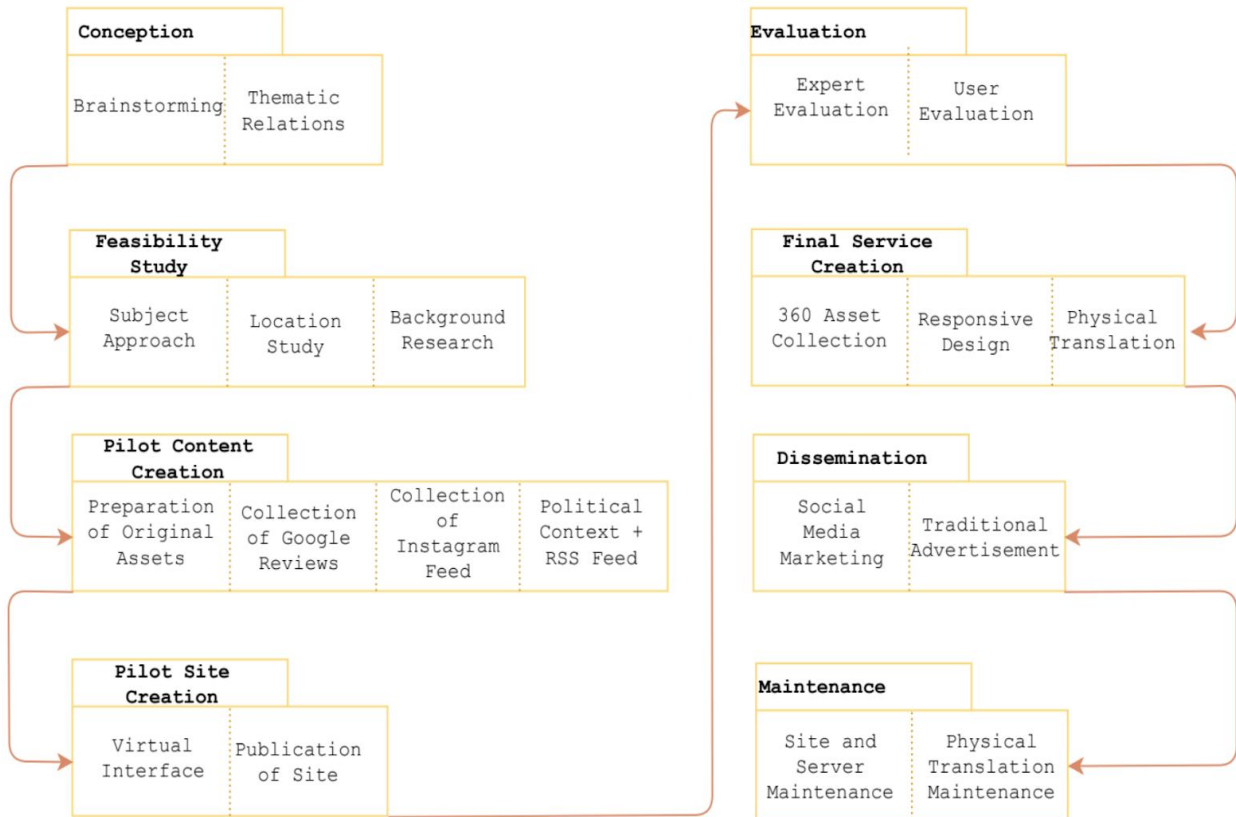 Conception
Brainstorming
Thematic
Relations
Feasibility
Study
Subject
Approach
Location
Study
Background
Research
Pilot Content
Creation
Preparation
of Original
Assets
Collection
of Google
Reviews
Collection
of
Instagram
Feed
Political
Context +
RSS Feed
Pilot Site
Creation
Virtual
Interface
Publication
of Site
Evaluation
Expert
Evaluation
User
Evaluation
Final Service
Creation
360 Asset
Collection
Responsive
Design
Physical
Translation
Dissemination
Social
Media
Marketing
Traditional
Advertisement
Maintenance
Site and
Server
Maintenance
Physical
Translation
Maintenance